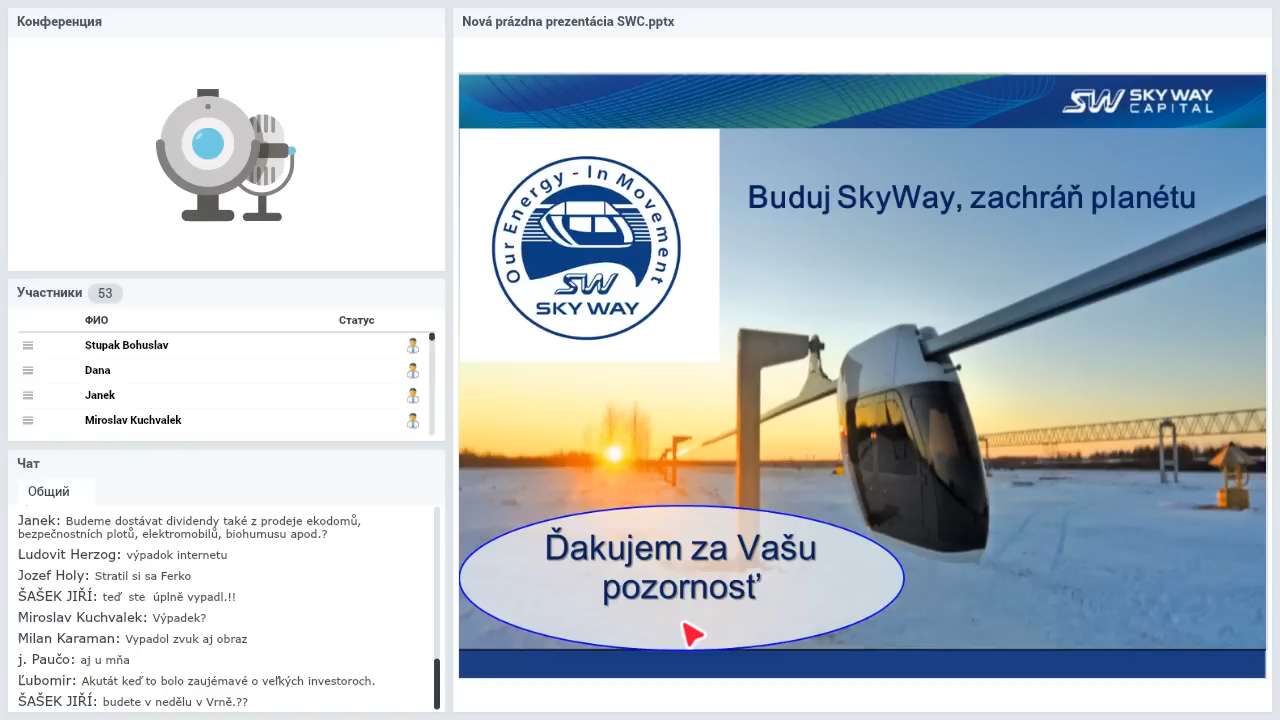 Конференция
Участники 53
ФИО Статус
Stupak Bohuslav
Dana
Janek
Miroslav Kuchvalek
Чат
Общий
Janek: Budeme dostávat dividendy také z prodeje ekodomů,
bezpečnostních plotů, elektromobilů, biohumusu apod.?
Ludovit Herzog: výpadok internetu
Jozef Holy: Stratil si sa Ferko
ŠAŠEK JIŘÍ: teď ste úplně vypadl.!!
Miroslav Kuchvalek: Výpadek?
Milan Karaman: Vypadol zvuk aj obraz
j. Paučo: aj u mňa
Ľubomír: Akutát keď to bolo zaujémavé o veľkých investoroch.
ŠAŠEK JIŘÍ: budete v nedělu v Vrně.??
Nová prázdna prezentácia SWC.pptx
SW SKY WAY
CAPITAL
Our Energy - In Movement
SW
SKY WAY
Buduj SkyWay, zachráň planétu
Ďakujem za Vašu
pozornosť